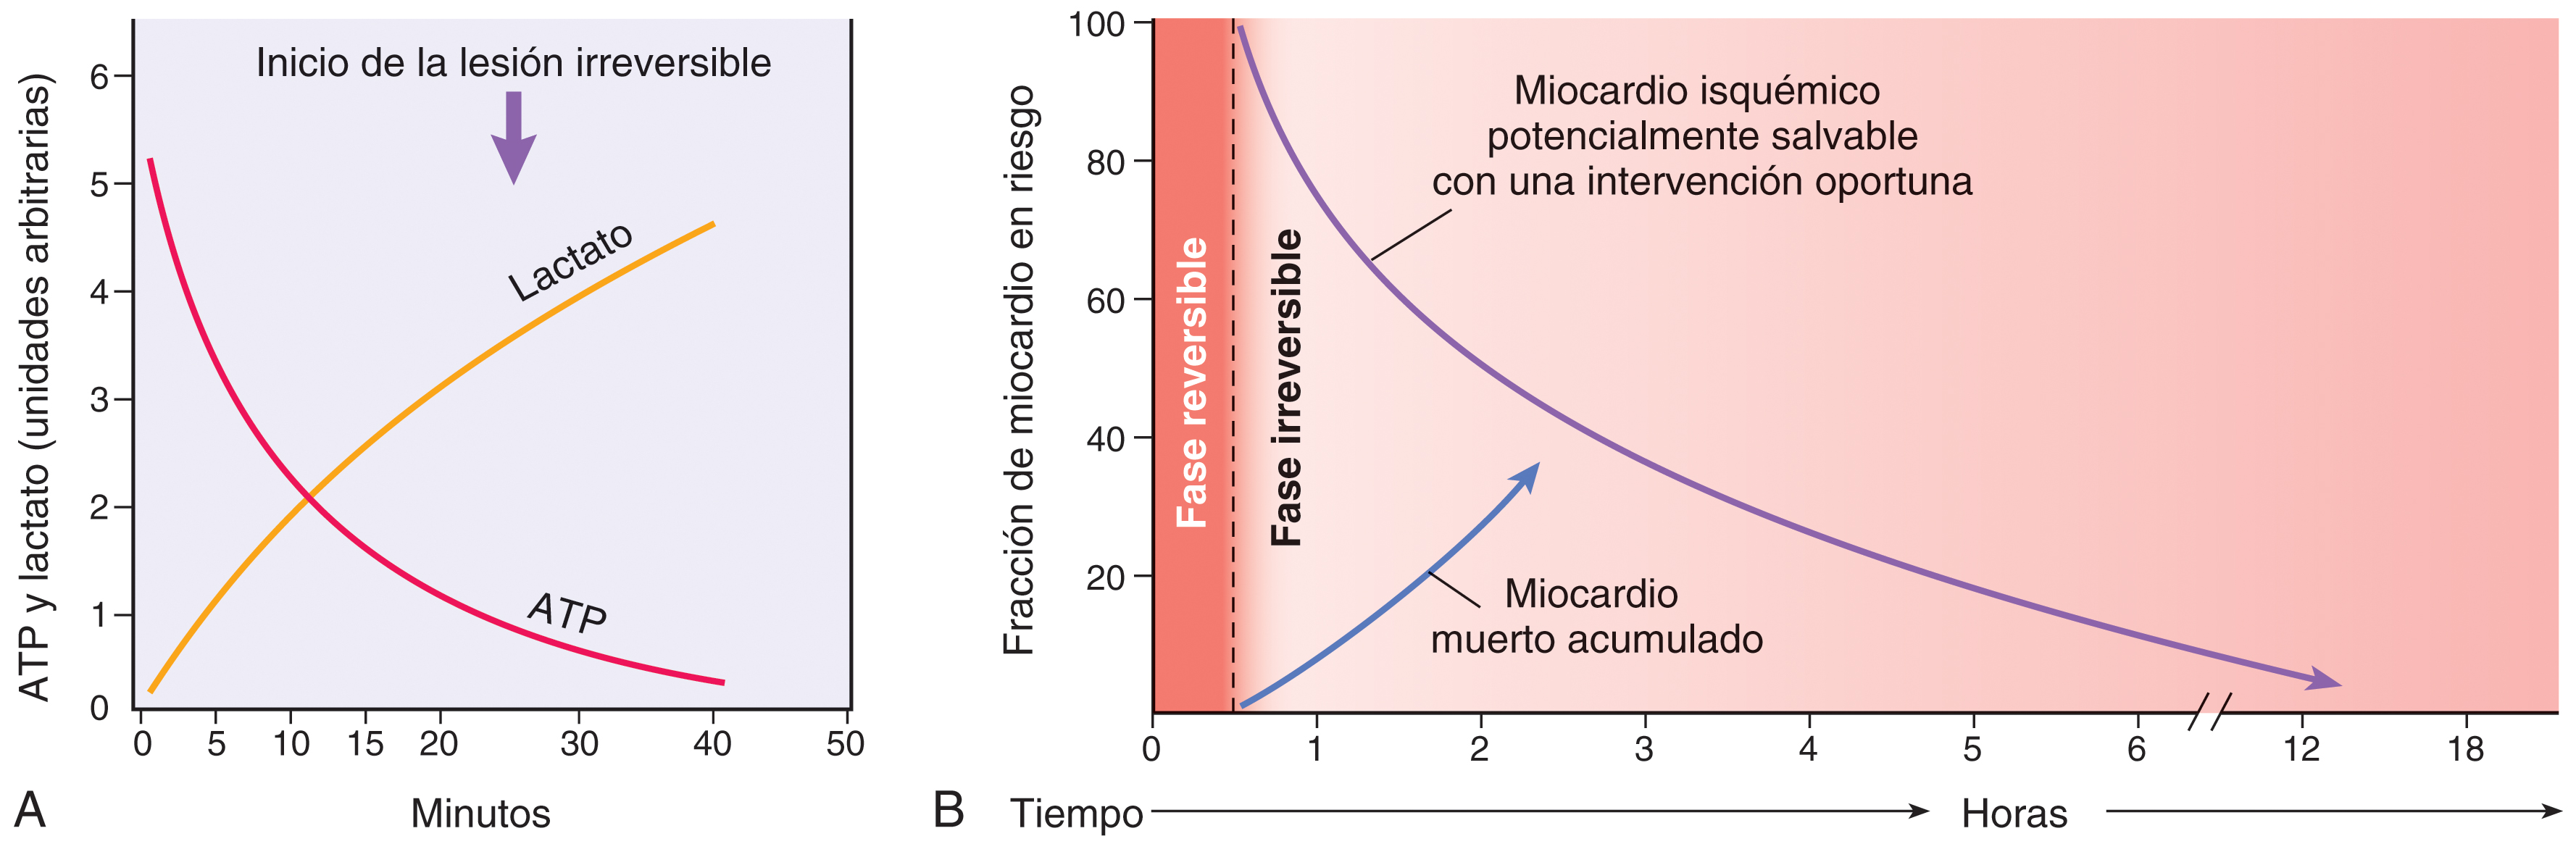 ATP y lactato (unidades arbitrarias)
6
5
4
3
2
1
0
Inicio de la lesión irreversible
Lactato
ATP
0 5 10 15 20 30 40 50
A Minutos
Fracción de miocardio en riesgo
100
80
60
40
20
Fase reversible
Fase irreversible
Miocardio isquémico
potencialmente salvable
con una intervención oportuna
Miocardio
muerto acumulado
0 1 2 3 4 5 6 12 18
B Tiempo Horas